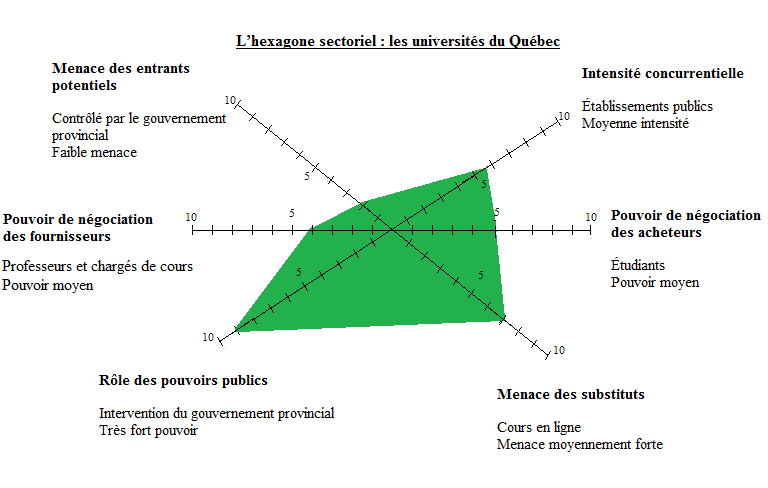 L'hexagone sectoriel : les universités du Québec
Menace des entrants
potentiels
Contrôlé par le gouvernement
provincial
Faible menace
10
5
Intensité concurrentielle
Établissements publics
Moyenne intensité
10
5
Pouvoir de négociation
des fournisseurs
Professeurs et chargés de cours
Pouvoir moyen
10
5
5
10
Pouvoir de négociation
des acheteurs
Étudiants
Pouvoir moyen
5
10
Rôle des pouvoirs publics
Intervention du gouvernement provincial
Très fort pouvoir
5
10
Menace des substituts
Cours en ligne
Menace moyennement forte